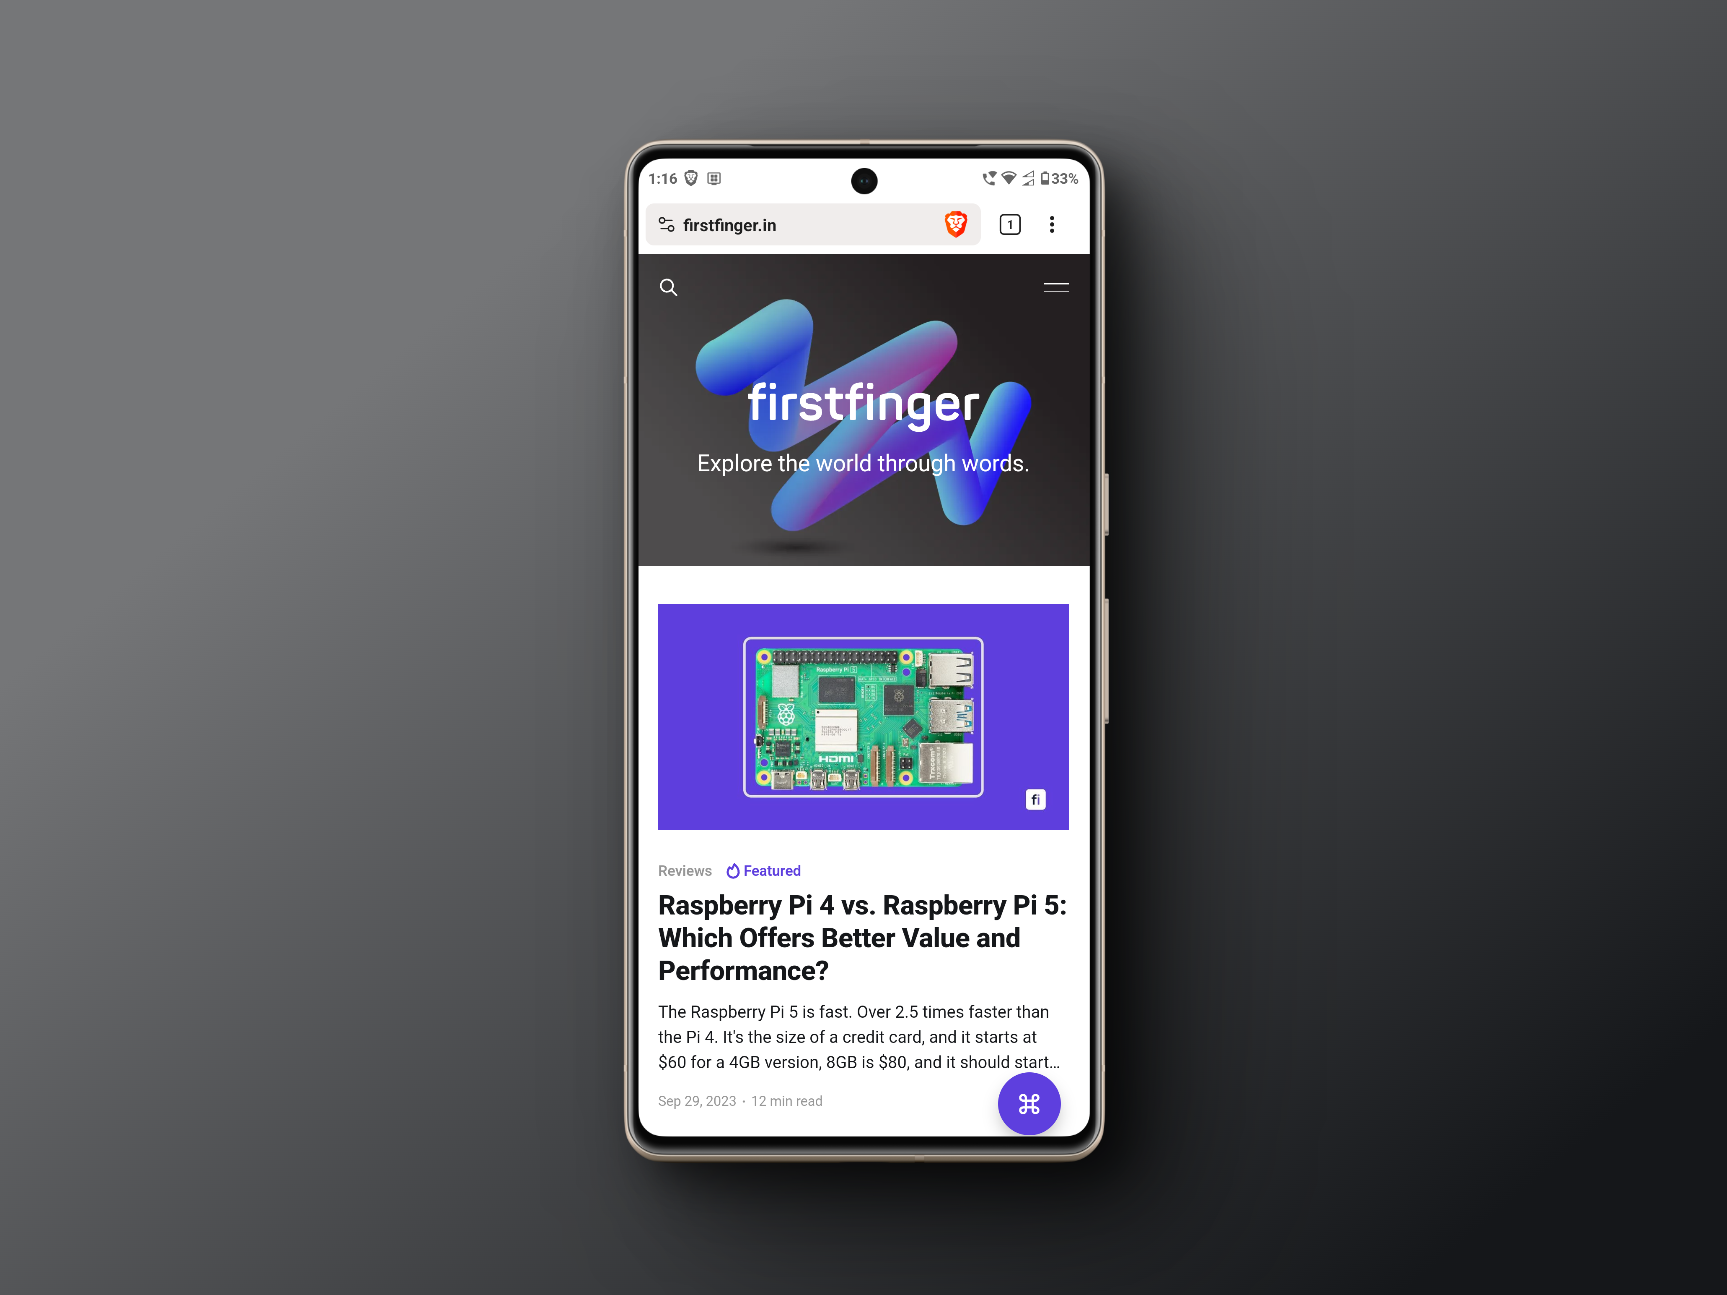 1:16
33%
firstfinger.in
1
firstfinger
Explore the world through words.
Raspberry Pi 5
HDMI
fi
Reviews
Featured
Raspberry Pi 4 vs. Raspberry Pi 5:
Which Offers Better Value and
Performance?
The Raspberry Pi 5 is fast. Over 2.5 times faster than
the Pi 4. It's the size of a credit card, and it starts at
$60 for a 4GB version, 8GB is $80, and it should start...
Sep 29, 2023 • 12 min read